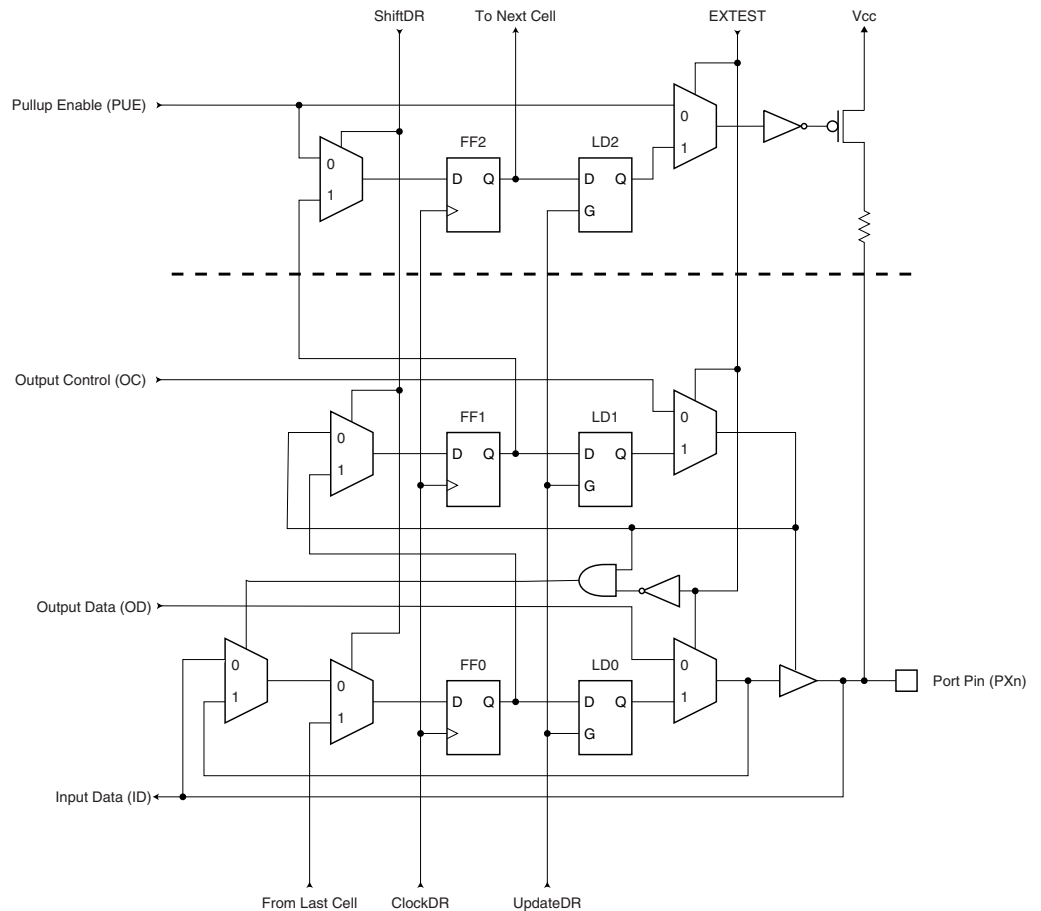 ShiftDR
To Next Cell
EXTEST
Vcc
Pullup Enable (PUE)
0
1
FF2
D Q
LD2
D Q
G
0
1
Output Control (OC)
0
1
FF1
D Q
LD1
D Q
G
0
1
Output Data (OD)
0
1
0
1
FF0
D Q
LD0
D Q
G
0
1
Port Pin (PXn)
Input Data (ID)
From Last Cell
ClockDR
UpdateDR